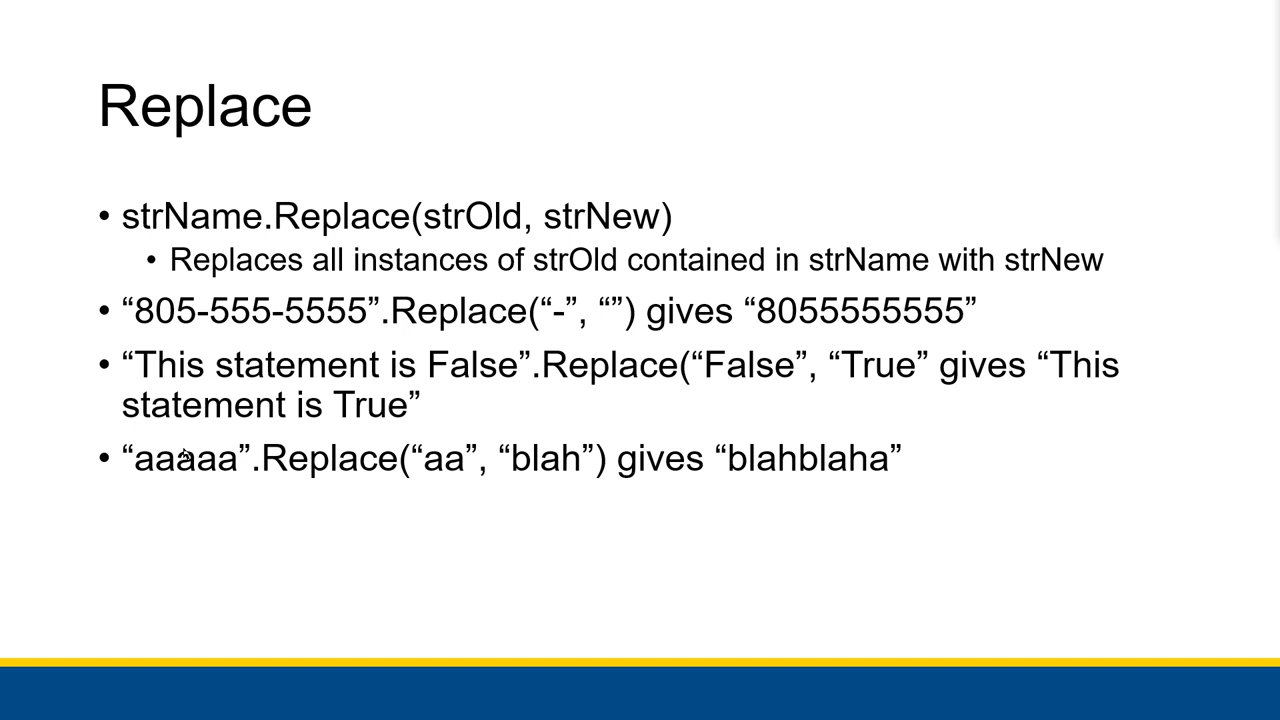 Replace
• strName.Replace(strOld, strNew)
• Replaces all instances of strOld contained in strName with strNew
• “805-555-5555”.Replace(“-”, “”) gives “8055555555”
• “This statement is False”.Replace(“False”, “True” gives “This
statement is True”
• “aaaaa”.Replace(“aa”, “blah”) gives “blahblaha”